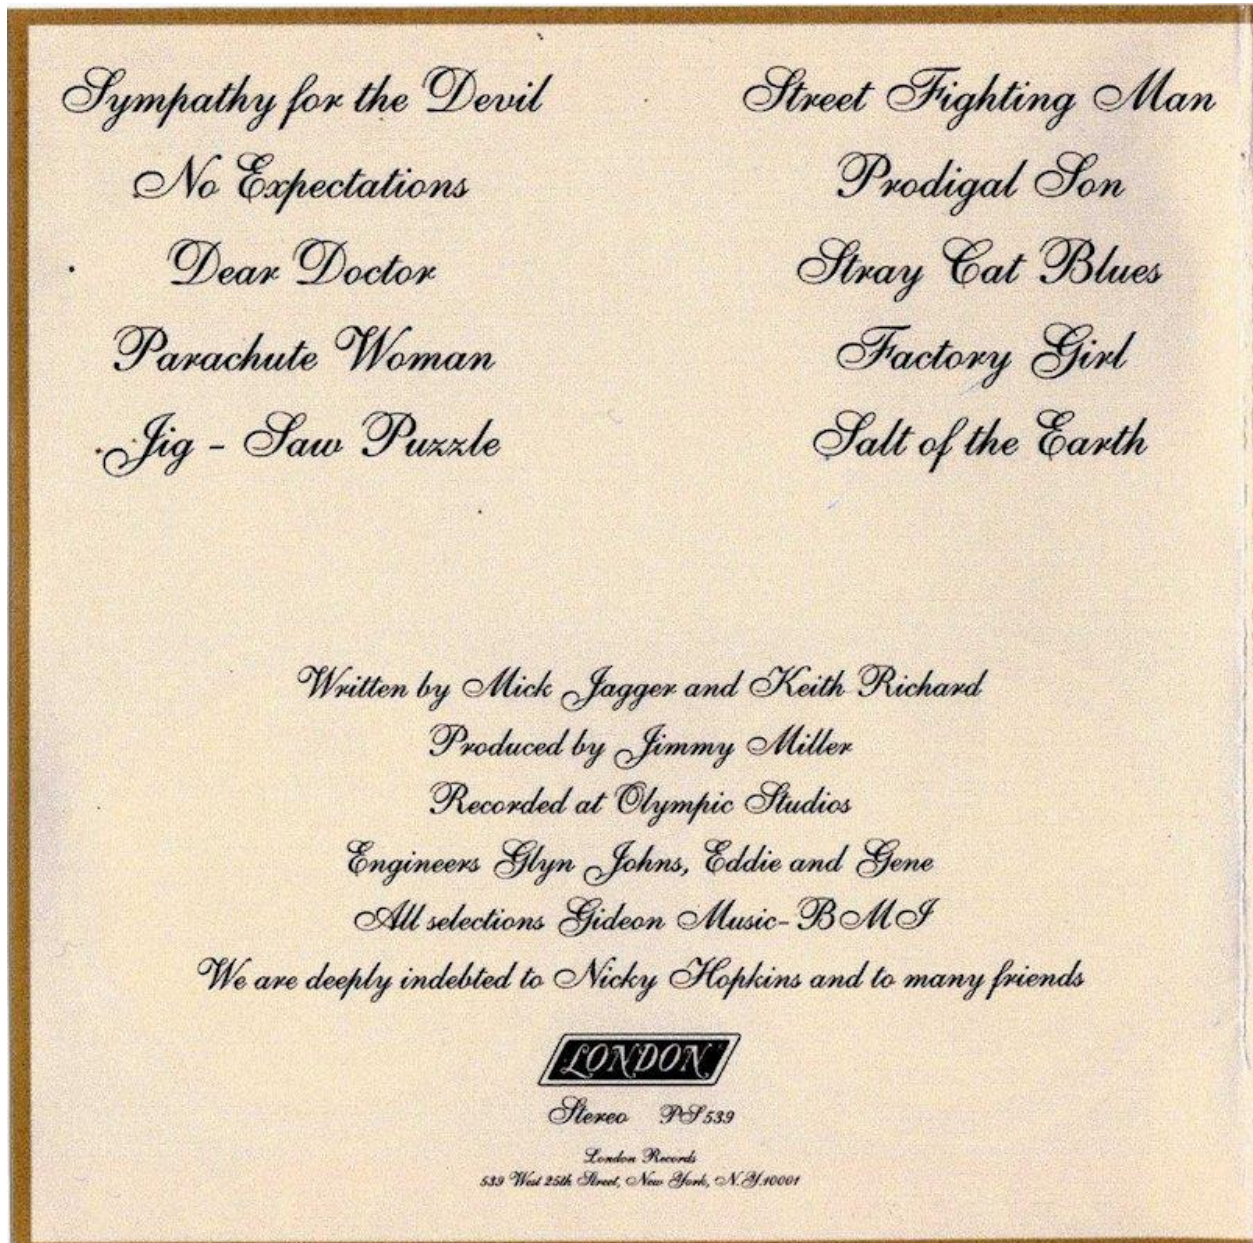 Sympathy for the Devil
No Expectations
Dear Doctor
Parachute Woman
Jig - Saw Puzzle
Street Fighting Man
Prodigal Son
Stray Cat Blues
Factory Girl
Salt of the Earth
Written by Mick Jagger and Keith Richard
Produced by Jimmy Miller
Recorded at Olympic Studios
Engineers Glyn Johns, Eddie and Gene
All selections Gideon Music-BMI
We are deeply indebted to Nicky Hopkins and to many friends
LONDON
Stereo PS 539
London Records
539 West 25th Street, New York, N.Y. 10001